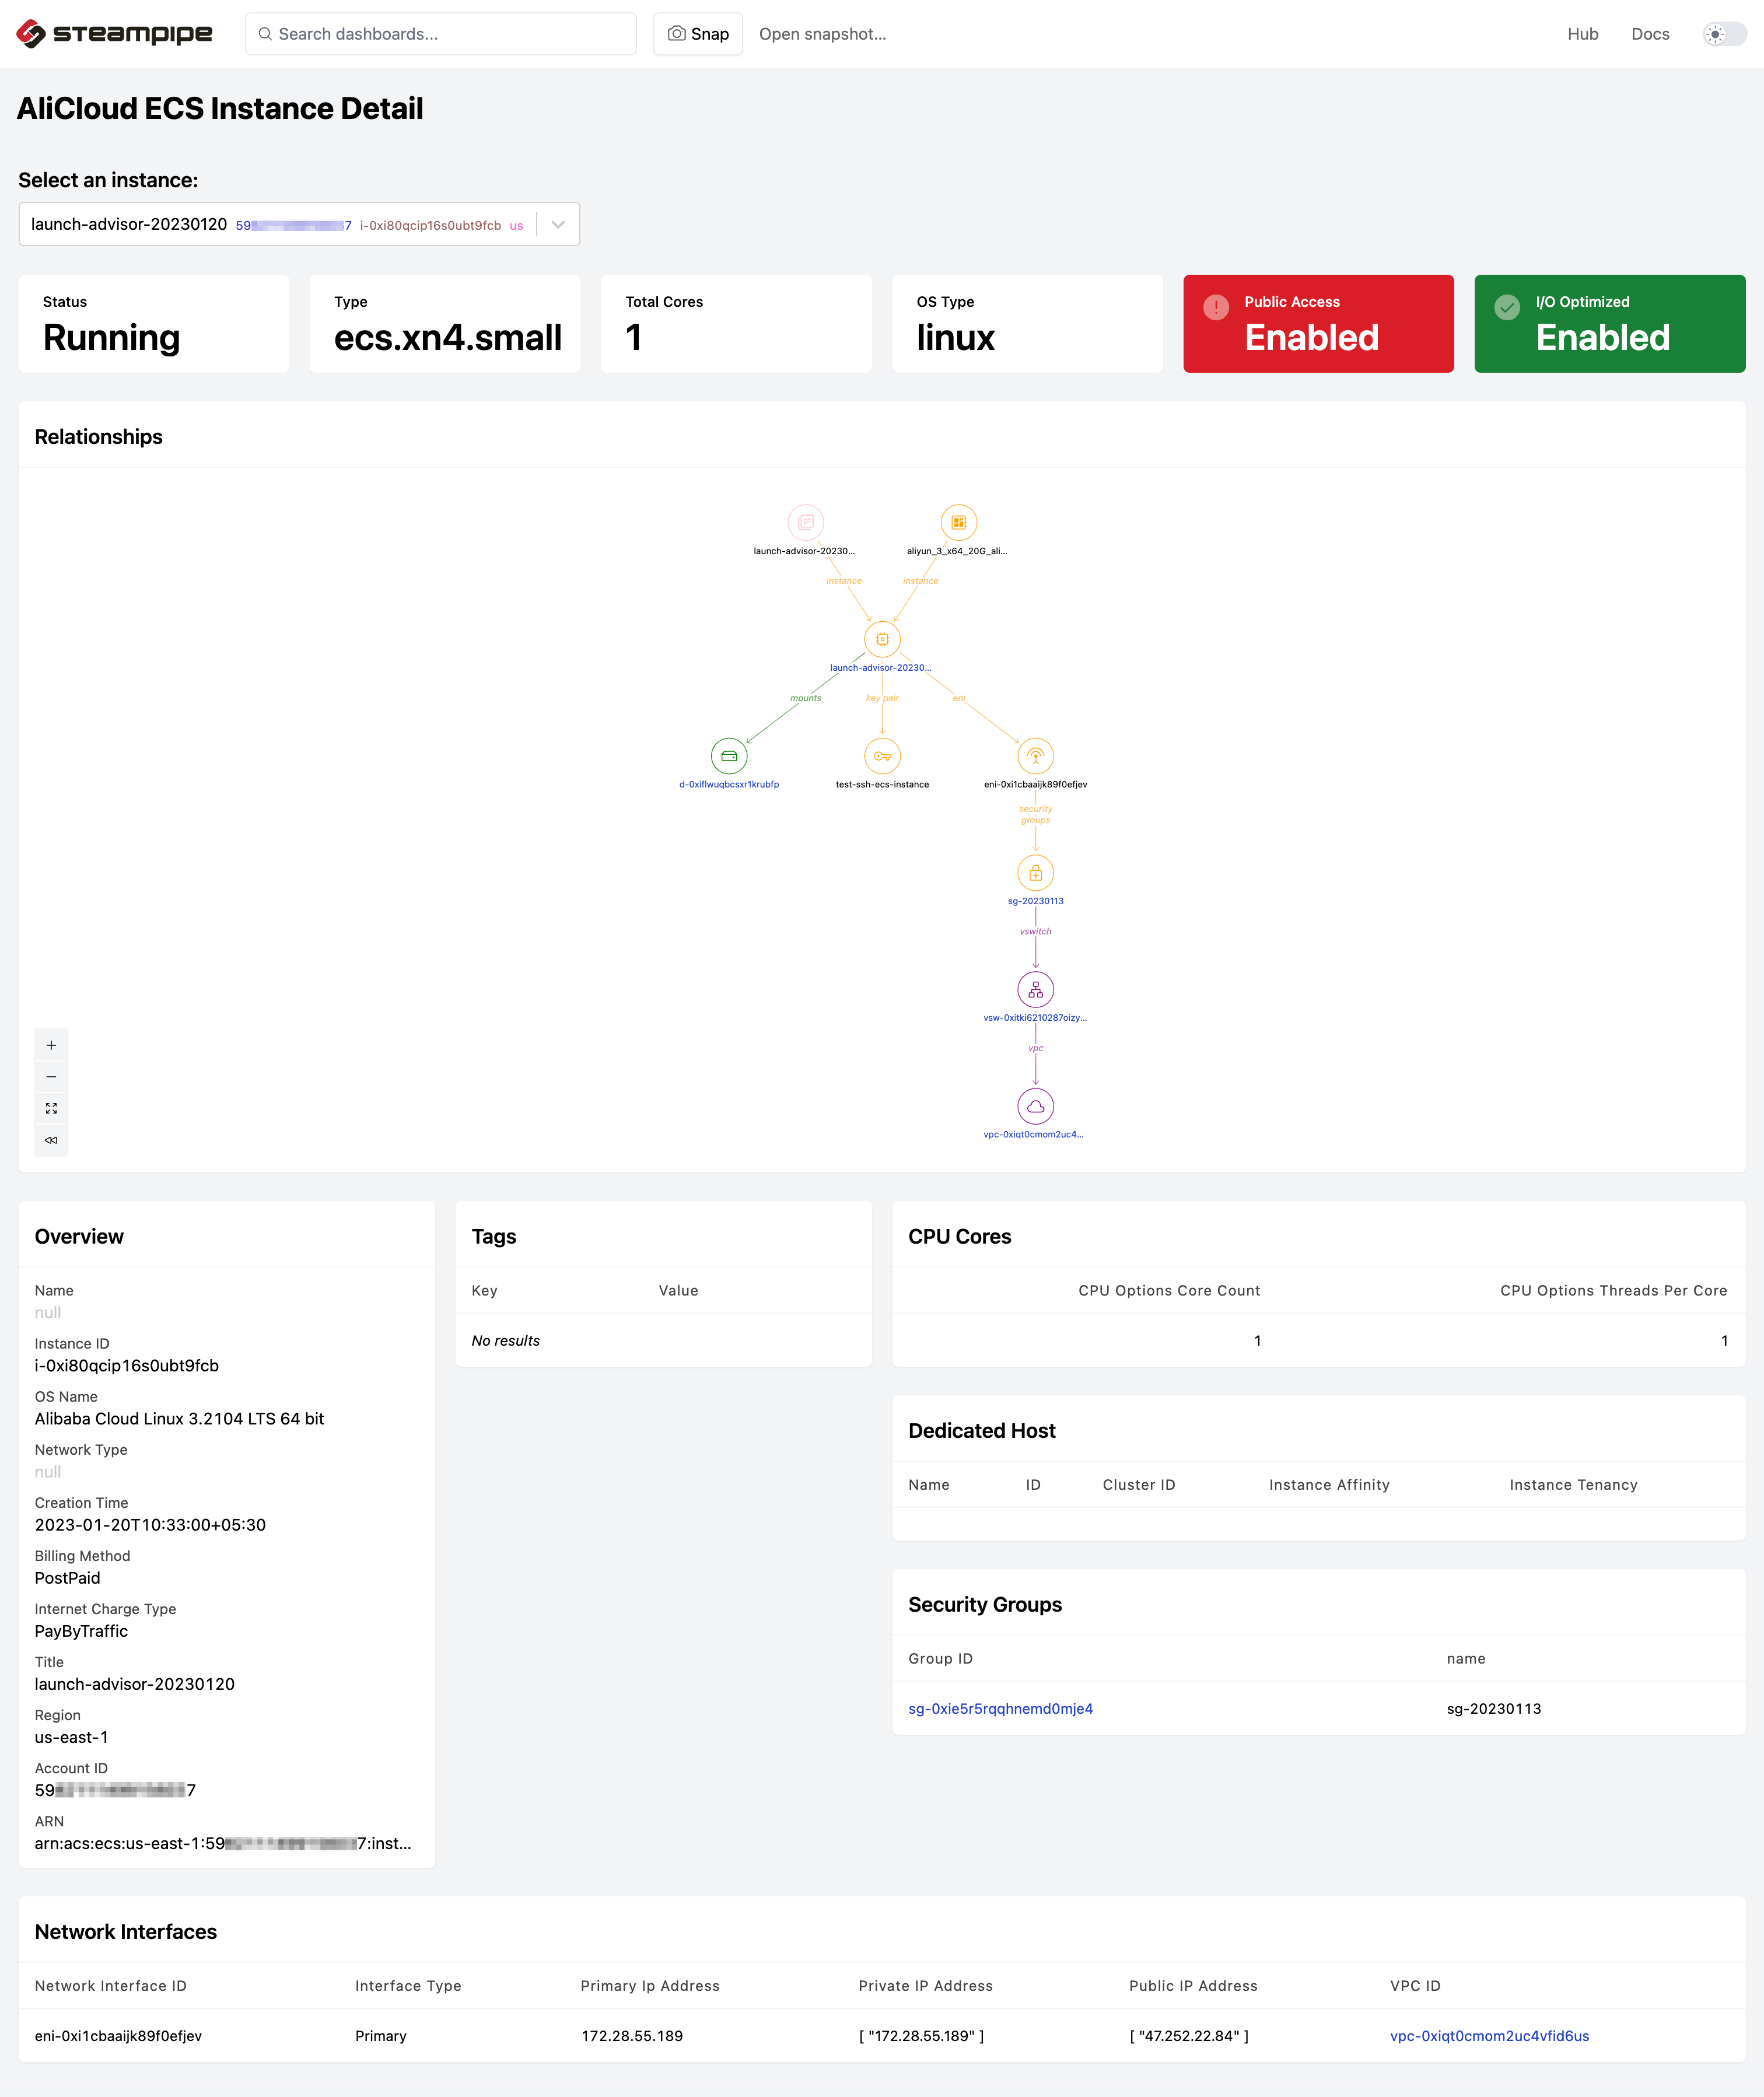 steampipe
Search dashboards...
Snap
Open snapshot...
Hub
Docs
AliCloud ECS Instance Detail
Select an instance:
launch-advisor-20230120 59 7 i-0xi80qcip16s0ubt9fcb us
Status
Running
Type
ecs.xn4.small
Total Cores
1
OS Type
linux
Public Access
Enabled
I/O Optimized
Enabled
Relationships
launch-advisor-20230...
aliyun_3_x64_20G_ali...
instance
instance
launch-advisor-20230...
mounts
key pair
eni
d-0xiflwuqbcsxr1krubfp
test-ssh-ecs-instance
eni-0xi1cbaaijk89f0efjev
security
groups
sg-20230113
vswitch
vsw-0xitki6210287oizy...
vpc
vpc-0xiqt0cmom2uc4...
Overview
Name
null
Instance ID
i-0xi80qcip16s0ubt9fcb
OS Name
Alibaba Cloud Linux 3.2104 LTS 64 bit
Network Type
null
Creation Time
2023-01-20T10:33:00+05:30
Billing Method
PostPaid
Internet Charge Type
PayByTraffic
Title
launch-advisor-20230120
Region
us-east-1
Account ID
59 7
ARN
arn:acs:ecs:us-east-1:59 7:inst...
Tags
Key Value
No results
CPU Cores
CPU Options Core Count CPU Options Threads Per Core
1 1
Dedicated Host
Name ID Cluster ID Instance Affinity Instance Tenancy
Security Groups
Group ID name
sg-0xie5r5rqqhnemd0mje4 sg-20230113
Network Interfaces
Network Interface ID Interface Type Primary Ip Address Private IP Address Public IP Address VPC ID
eni-0xi1cbaaijk89f0efjev Primary 172.28.55.189 [ "172.28.55.189" ] [ "47.252.22.84" ] vpc-0xiqt0cmom2uc4vfid6us